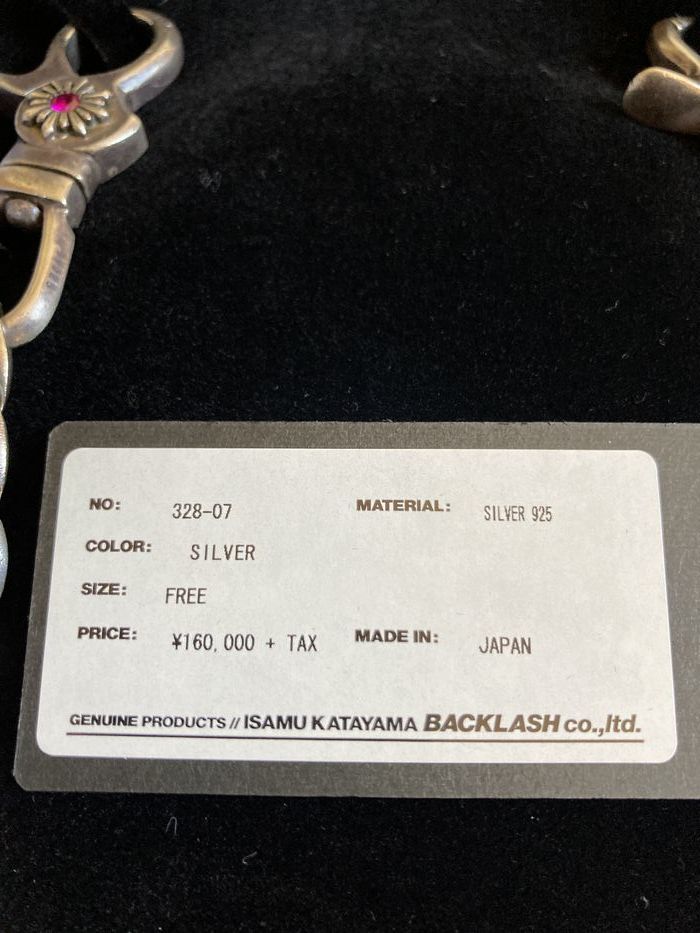 NO: 328-07 MATERIAL: SILVER 925
COLOR: SILVER
SIZE: FREE
PRICE: ¥160,000 + TAX MADE IN: JAPAN
GENUINE PRODUCTS // ISAMU KATAYAMA BACKLASH co.,ltd.